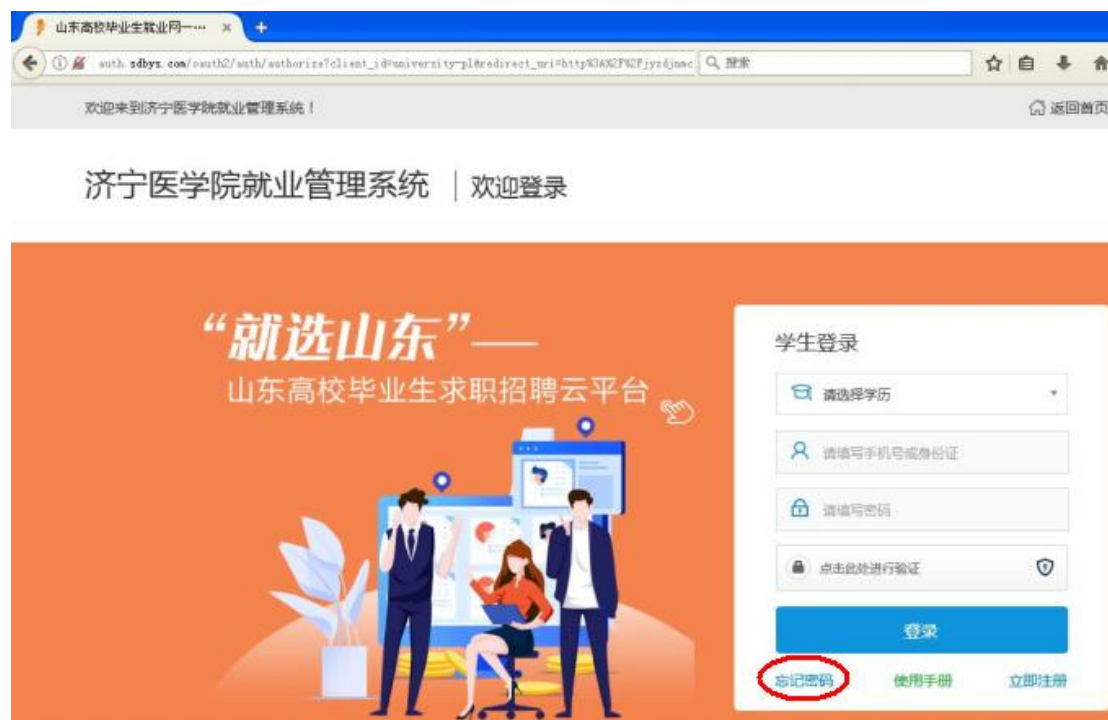 山东高校毕业生就业网一… × +
auth.sdbys.com/oauth2/auth/authorize?client_id=university-pl&redirect_uri=http%3A%2F%2Fjyxdjnmc
搜索
欢迎来到济宁医学院就业管理系统！
返回首页
济宁医学院就业管理系统 | 欢迎登录
“就选山东”——
山东高校毕业生求职招聘云平台
学生登录
请选择学历
请填写手机号或身份证
请填写密码
点击此处进行验证
登录
忘记密码 使用手册 立即注册